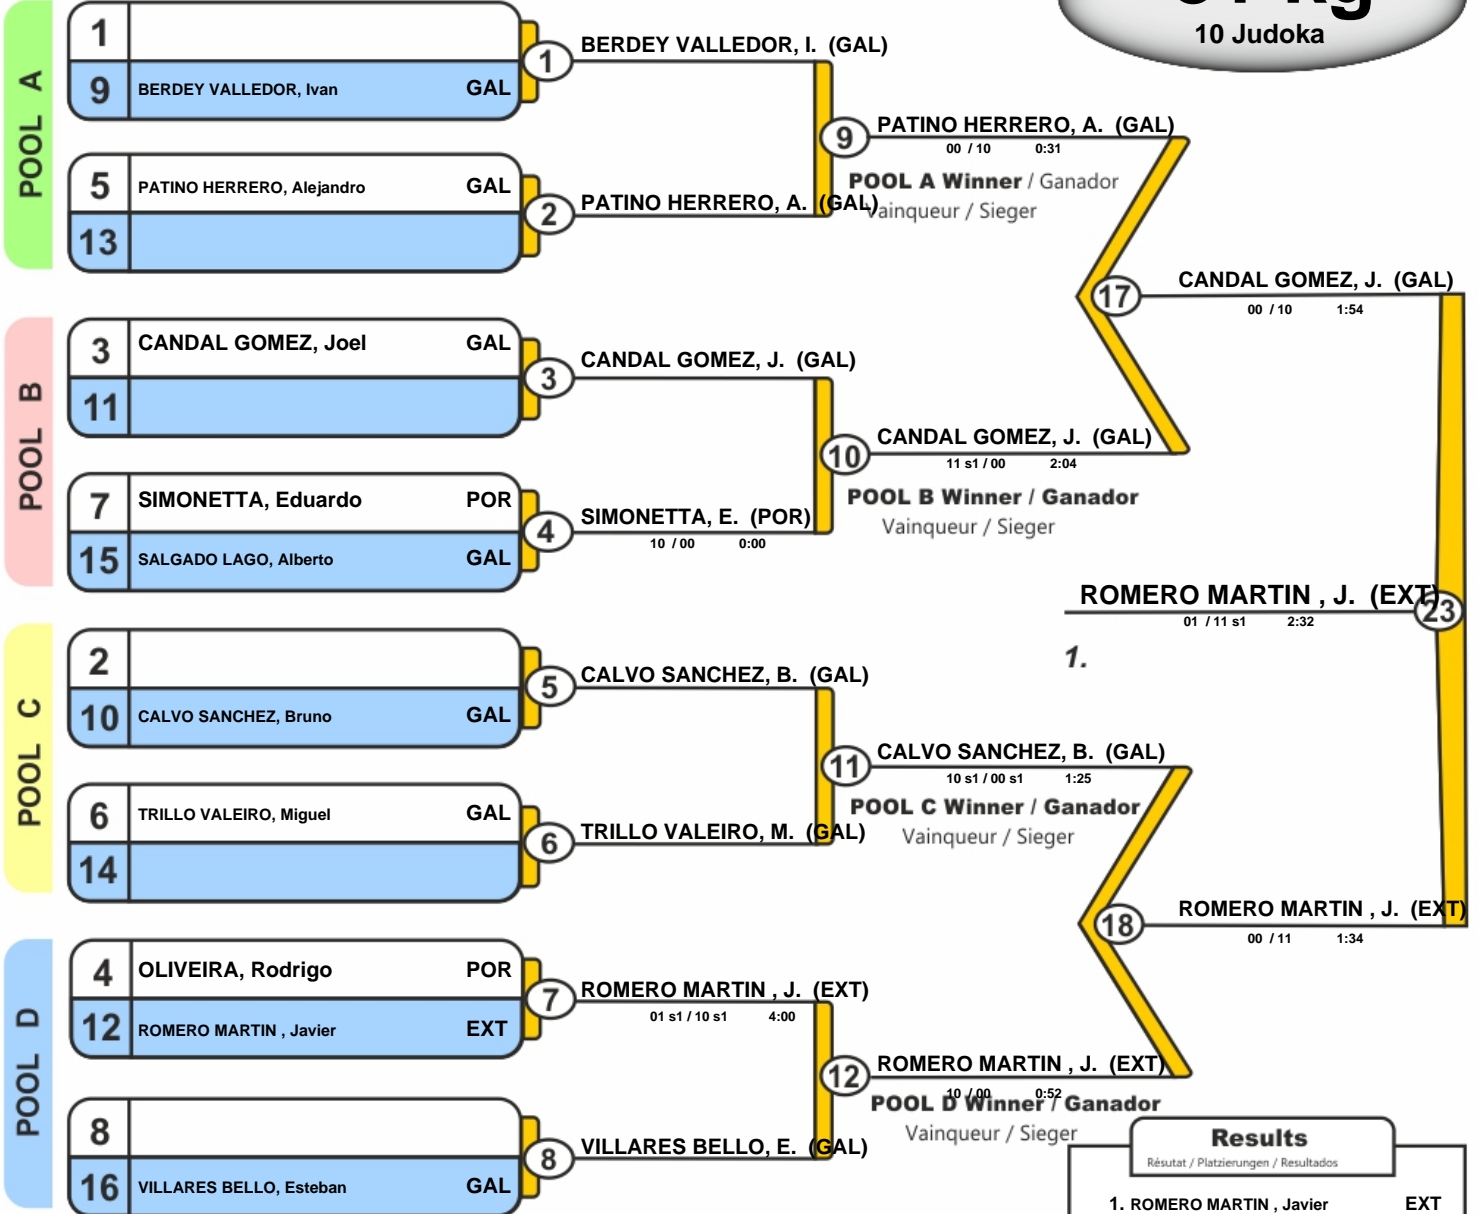 10 Judoka
POOL A
1
9 BERDEY VALLEDOR, Ivan GAL
5 PATINO HERRERO, Alejandro GAL
13
1 BERDEY VALLEDOR, I. (GAL)
2 PATINO HERRERO, A. (GAL)
9 PATINO HERRERO, A. (GAL)
00 / 10 0:31
POOL A Winner / Ganador
Vainqueur / Sieger
POOL B
3 CANDAL GOMEZ, Joel GAL
11
7 SIMONETTA, Eduardo POR
15 SALGADO LAGO, Alberto GAL
3 CANDAL GOMEZ, J. (GAL)
4 SIMONETTA, E. (POR)
10 / 00 0:00
10 CANDAL GOMEZ, J. (GAL)
11 s1 / 00 2:04
POOL B Winner / Ganador
Vainqueur / Sieger
17 CANDAL GOMEZ, J. (GAL)
00 / 10 1:54
ROMERO MARTIN , J. (EXT) 23
01 / 11 s1 2:32
1.
POOL C
2
10 CALVO SANCHEZ, Bruno GAL
6 TRILLO VALEIRO, Miguel GAL
14
5 CALVO SANCHEZ, B. (GAL)
6 TRILLO VALEIRO, M. (GAL)
11 CALVO SANCHEZ, B. (GAL)
10 s1 / 00 s1 1:25
POOL C Winner / Ganador
Vainqueur / Sieger
18 ROMERO MARTIN , J. (EXT)
00 / 11 1:34
POOL D
4 OLIVEIRA, Rodrigo POR
12 ROMERO MARTIN , Javier EXT
8
16 VILLARES BELLO, Esteban GAL
7 ROMERO MARTIN , J. (EXT)
01 s1 / 10 s1 4:00
8 VILLARES BELLO, E. (GAL)
12 ROMERO MARTIN , J. (EXT)
10 / 00 0:52
POOL D Winner / Ganador
Vainqueur / Sieger
Results
Résutat / Platzierungen / Resultados
1. ROMERO MARTIN , Javier EXT